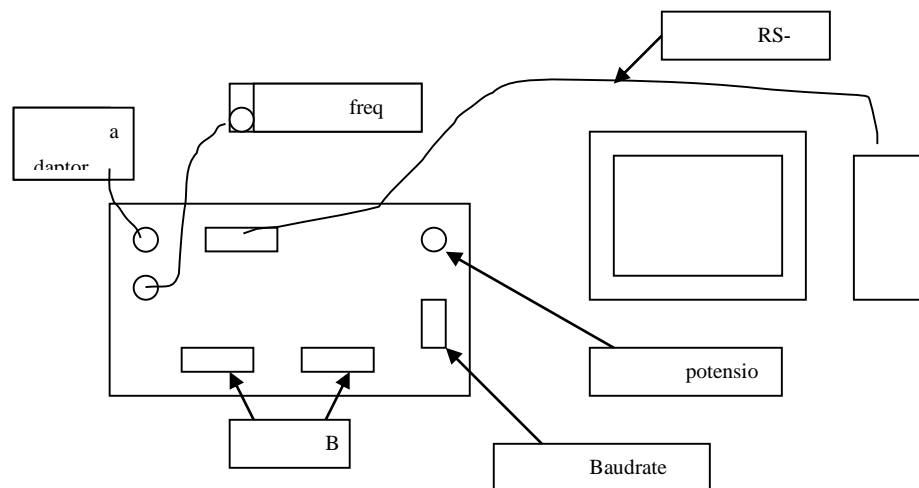 RS-
freq
a
daptor
potensio
B
Baudrate